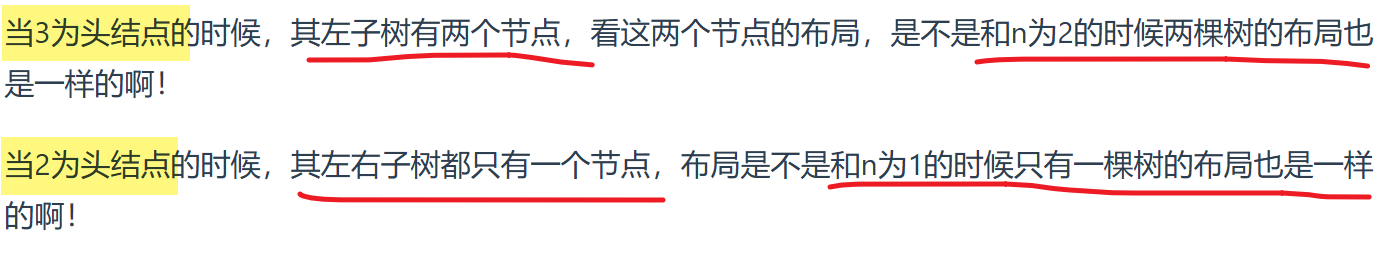 当3为头结点的时候，其左子树有两个节点，看这两个节点的布局，是不是和n为2的时候两棵树的布局也
是一样的啊！
当2为头结点的时候，其左右子树都只有一个节点，布局是不是和n为1的时候只有一棵树的布局也是一样
的啊！